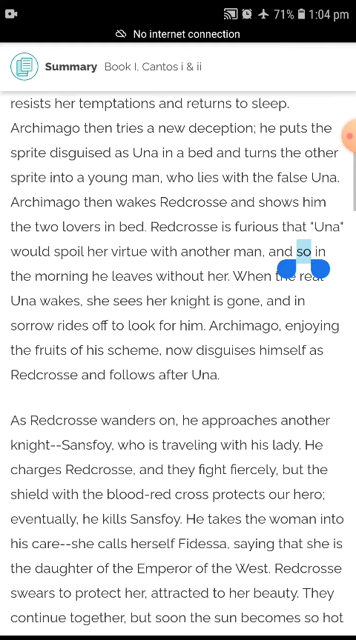 71% 1:04 pm
No internet connection
Summary Book I, Cantos i & ii
resists her temptations and returns to sleep.
Archimago then tries a new deception; he puts the
sprite disguised as Una in a bed and turns the other
sprite into a young man, who lies with the false Una.
Archimago then wakes Redcrosse and shows him
the two lovers in bed. Redcrosse is furious that "Una"
would spoil her virtue with another man, and so in
the morning he leaves without her. When the real
Una wakes, she sees her knight is gone, and in
sorrow rides off to look for him. Archimago, enjoying
the fruits of his scheme, now disguises himself as
Redcrosse and follows after Una.
As Redcrosse wanders on, he approaches another
knight--Sansfoy, who is traveling with his lady. He
charges Redcrosse, and they fight fiercely, but the
shield with the blood-red cross protects our hero;
eventually, he kills Sansfoy. He takes the woman into
his care--she calls herself Fidessa, saying that she is
the daughter of the Emperor of the West. Redcrosse
swears to protect her, attracted to her beauty. They
continue together, but soon the sun becomes so hot